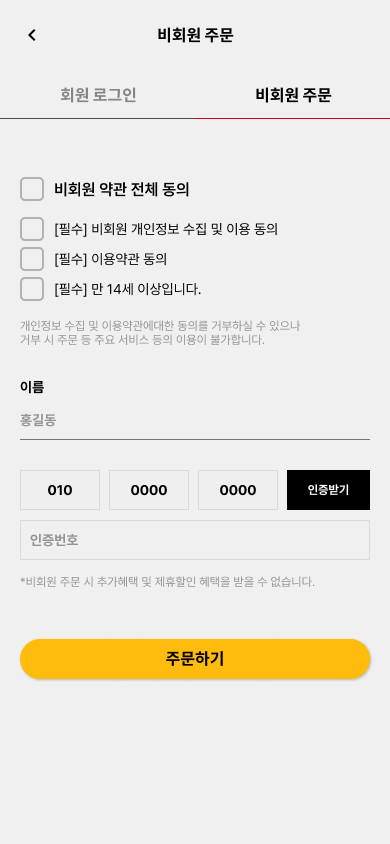 비회원 주문
회원 로그인 비회원 주문
비회원 약관 전체 동의
[필수] 비회원 개인정보 수집 및 이용 동의
[필수] 이용약관 동의
[필수] 만 14세 이상입니다.
개인정보 수집 및 이용약관에대한 동의를 거부하실 수 있으나
거부 시 주문 등 주요 서비스 등의 이용이 불가합니다.
이름
홍길동
010 0000 0000 인증받기
인증번호
*비회원 주문 시 추가혜택 및 제휴할인 혜택을 받을 수 없습니다.
주문하기